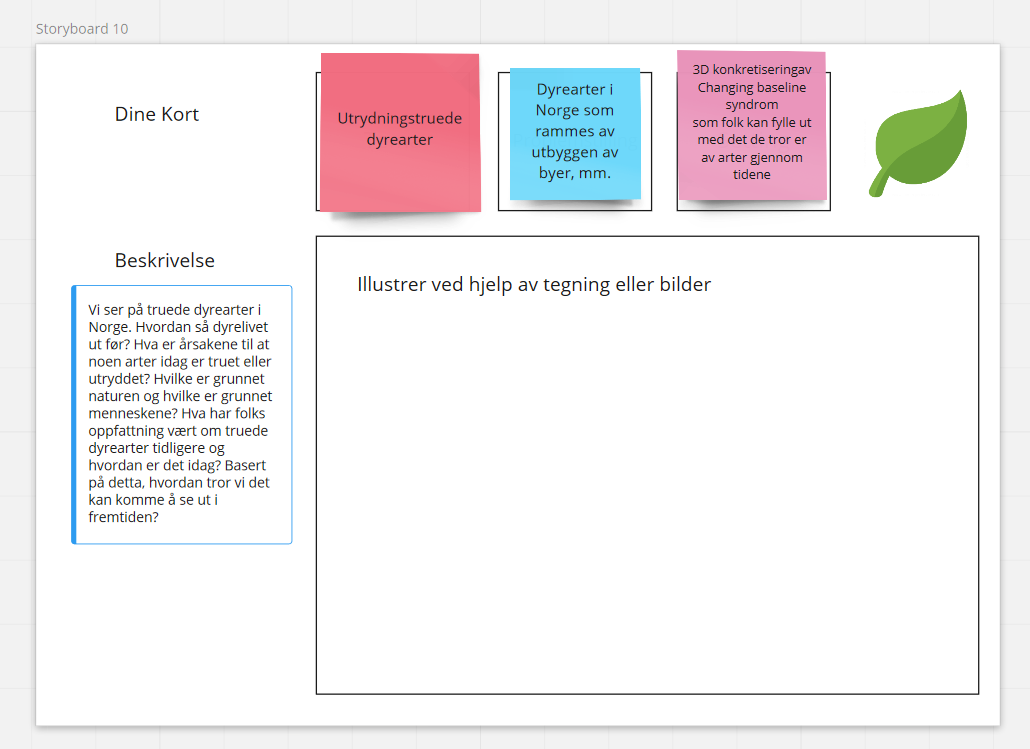 Storyboard 10
Dine Kort
Utrydningstruede
dyrearter
Dyrearter i
Norge som
rammes av
utbyggen av
byer, mm.
3D konkretiseringav
Changing baseline
syndrom
som folk kan fylle ut
med det de tror er
av arter gjennom
tidene
Beskrivelse
Vi ser på truede dyrearter i
Norge. Hvordan så dyrelivet
ut før? Hva er årsakene til at
noen arter idag er truet eller
utryddet? Hvilke er grunnet
naturen og hvilke er grunnet
menneskene? Hva har folks
oppfattning vært om truede
dyrearter tidligere og
hvordan er det idag? Basert
på detta, hvordan tror vi det
kan komme å se ut i
fremtiden?
Illustrer ved hjelp av tegning eller bilder